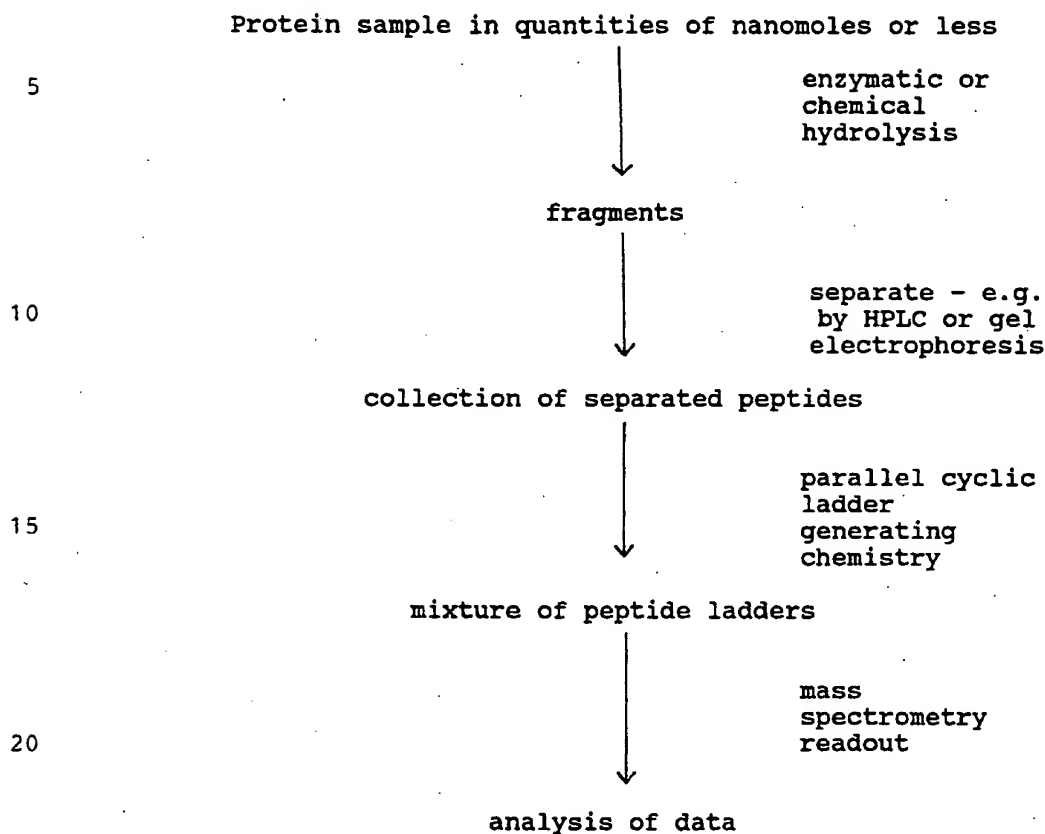 Protein sample in quantities of nanomoles or less
5
enzymatic or
chemical
hydrolysis
fragments
10
separate - e.g.
by HPLC or gel
electrophoresis
collection of separated peptides
15
parallel cyclic
ladder
generating
chemistry
mixture of peptide ladders
20
mass
spectrometry
readout
analysis of data